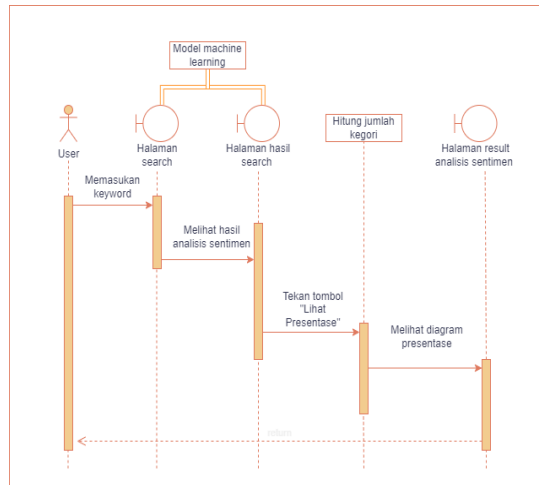 Model machine
learning
User
Halaman
search
Halaman hasil
search
Hitung jumlah
kegori
Halaman result
analisis sentimen
Memasukan
keyword
Melihat hasil
analisis sentimen
Tekan tombol
"Lihat
Presentase"
Melihat diagram
presentase
return